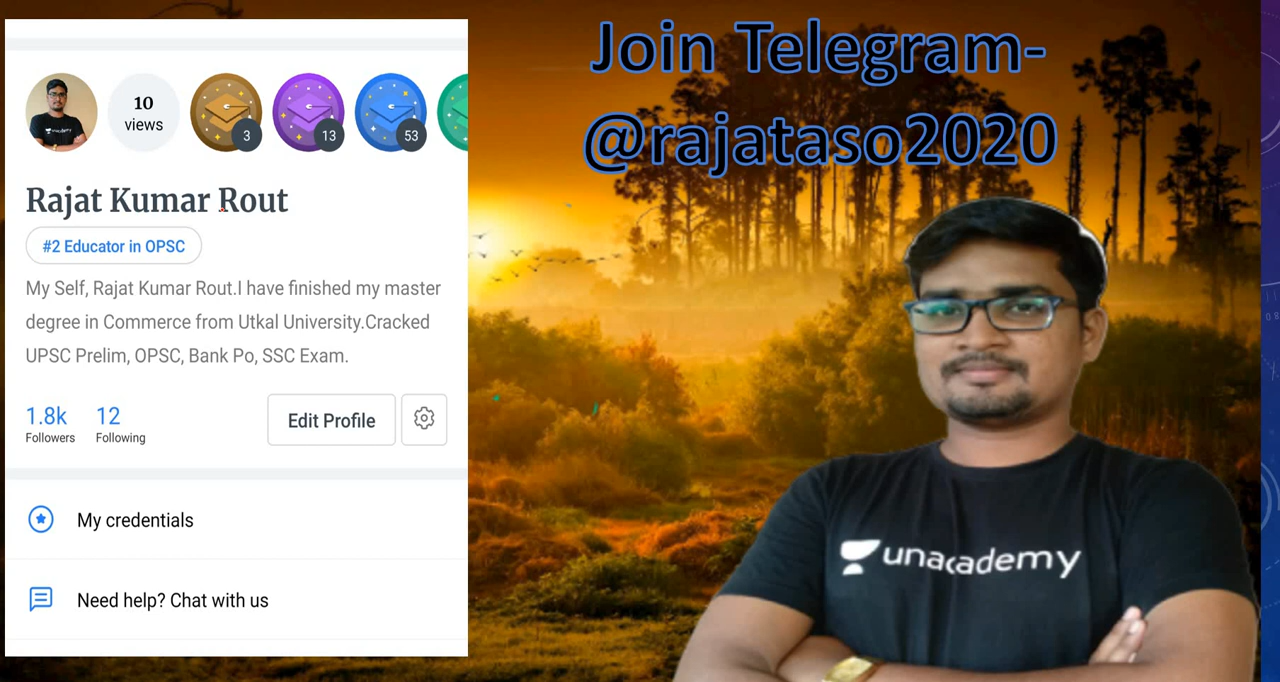 Join Telegram-
@rajataso2020
10
views
3
13
53
Rajat Kumar Rout
#2 Educator in OPSC
My Self, Rajat Kumar Rout.I have finished my master
degree in Commerce from Utkal University.Cracked
UPSC Prelim, OPSC, Bank Po, SSC Exam.
1.8k 12
Followers Following
Edit Profile
My credentials
Need help? Chat with us
unacademy